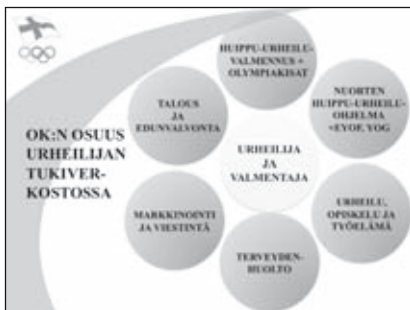 HUIPPU-URHEILU-
VALMENNUS +
OLYMPIAKISAT
TALOUS
JA
EDUNVALVONTA
NUORTEN
HUIPPU-URHEILU-
OHJELMA
+EYOF, YOG
OK:N OSUUS
URHEILIJAN
TUKIVER-
KOSTOSSA
URHEILIJA
JA
VALMENTAJA
MARKKINOINTI
JA VIESTINTÄ
URHEILU,
OPISKELU JA
TYÖELÄMÄ
TERVEYDEN-
HUOLTO